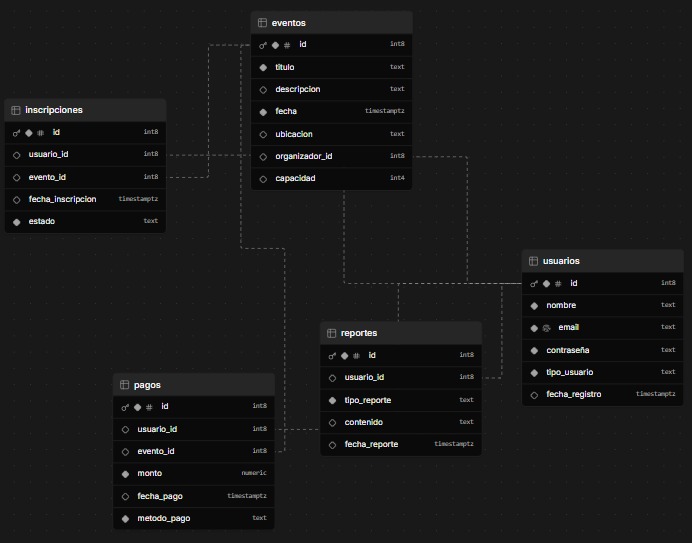 eventos
# id int8
titulo text
descripcion text
fecha timestamptz
ubicacion text
organizador_id int8
capacidad int4
inscripciones
# id int8
usuario_id int8
evento_id int8
fecha_inscripcion timestamptz
estado text
usuarios
# id int8
nombre text
email text
contraseña text
tipo_usuario text
fecha_registro timestamptz
reportes
# id int8
usuario_id int8
tipo_reporte text
contenido text
fecha_reporte timestamptz
pagos
# id int8
usuario_id int8
evento_id int8
monto numeric
fecha_pago timestamptz
metodo_pago text